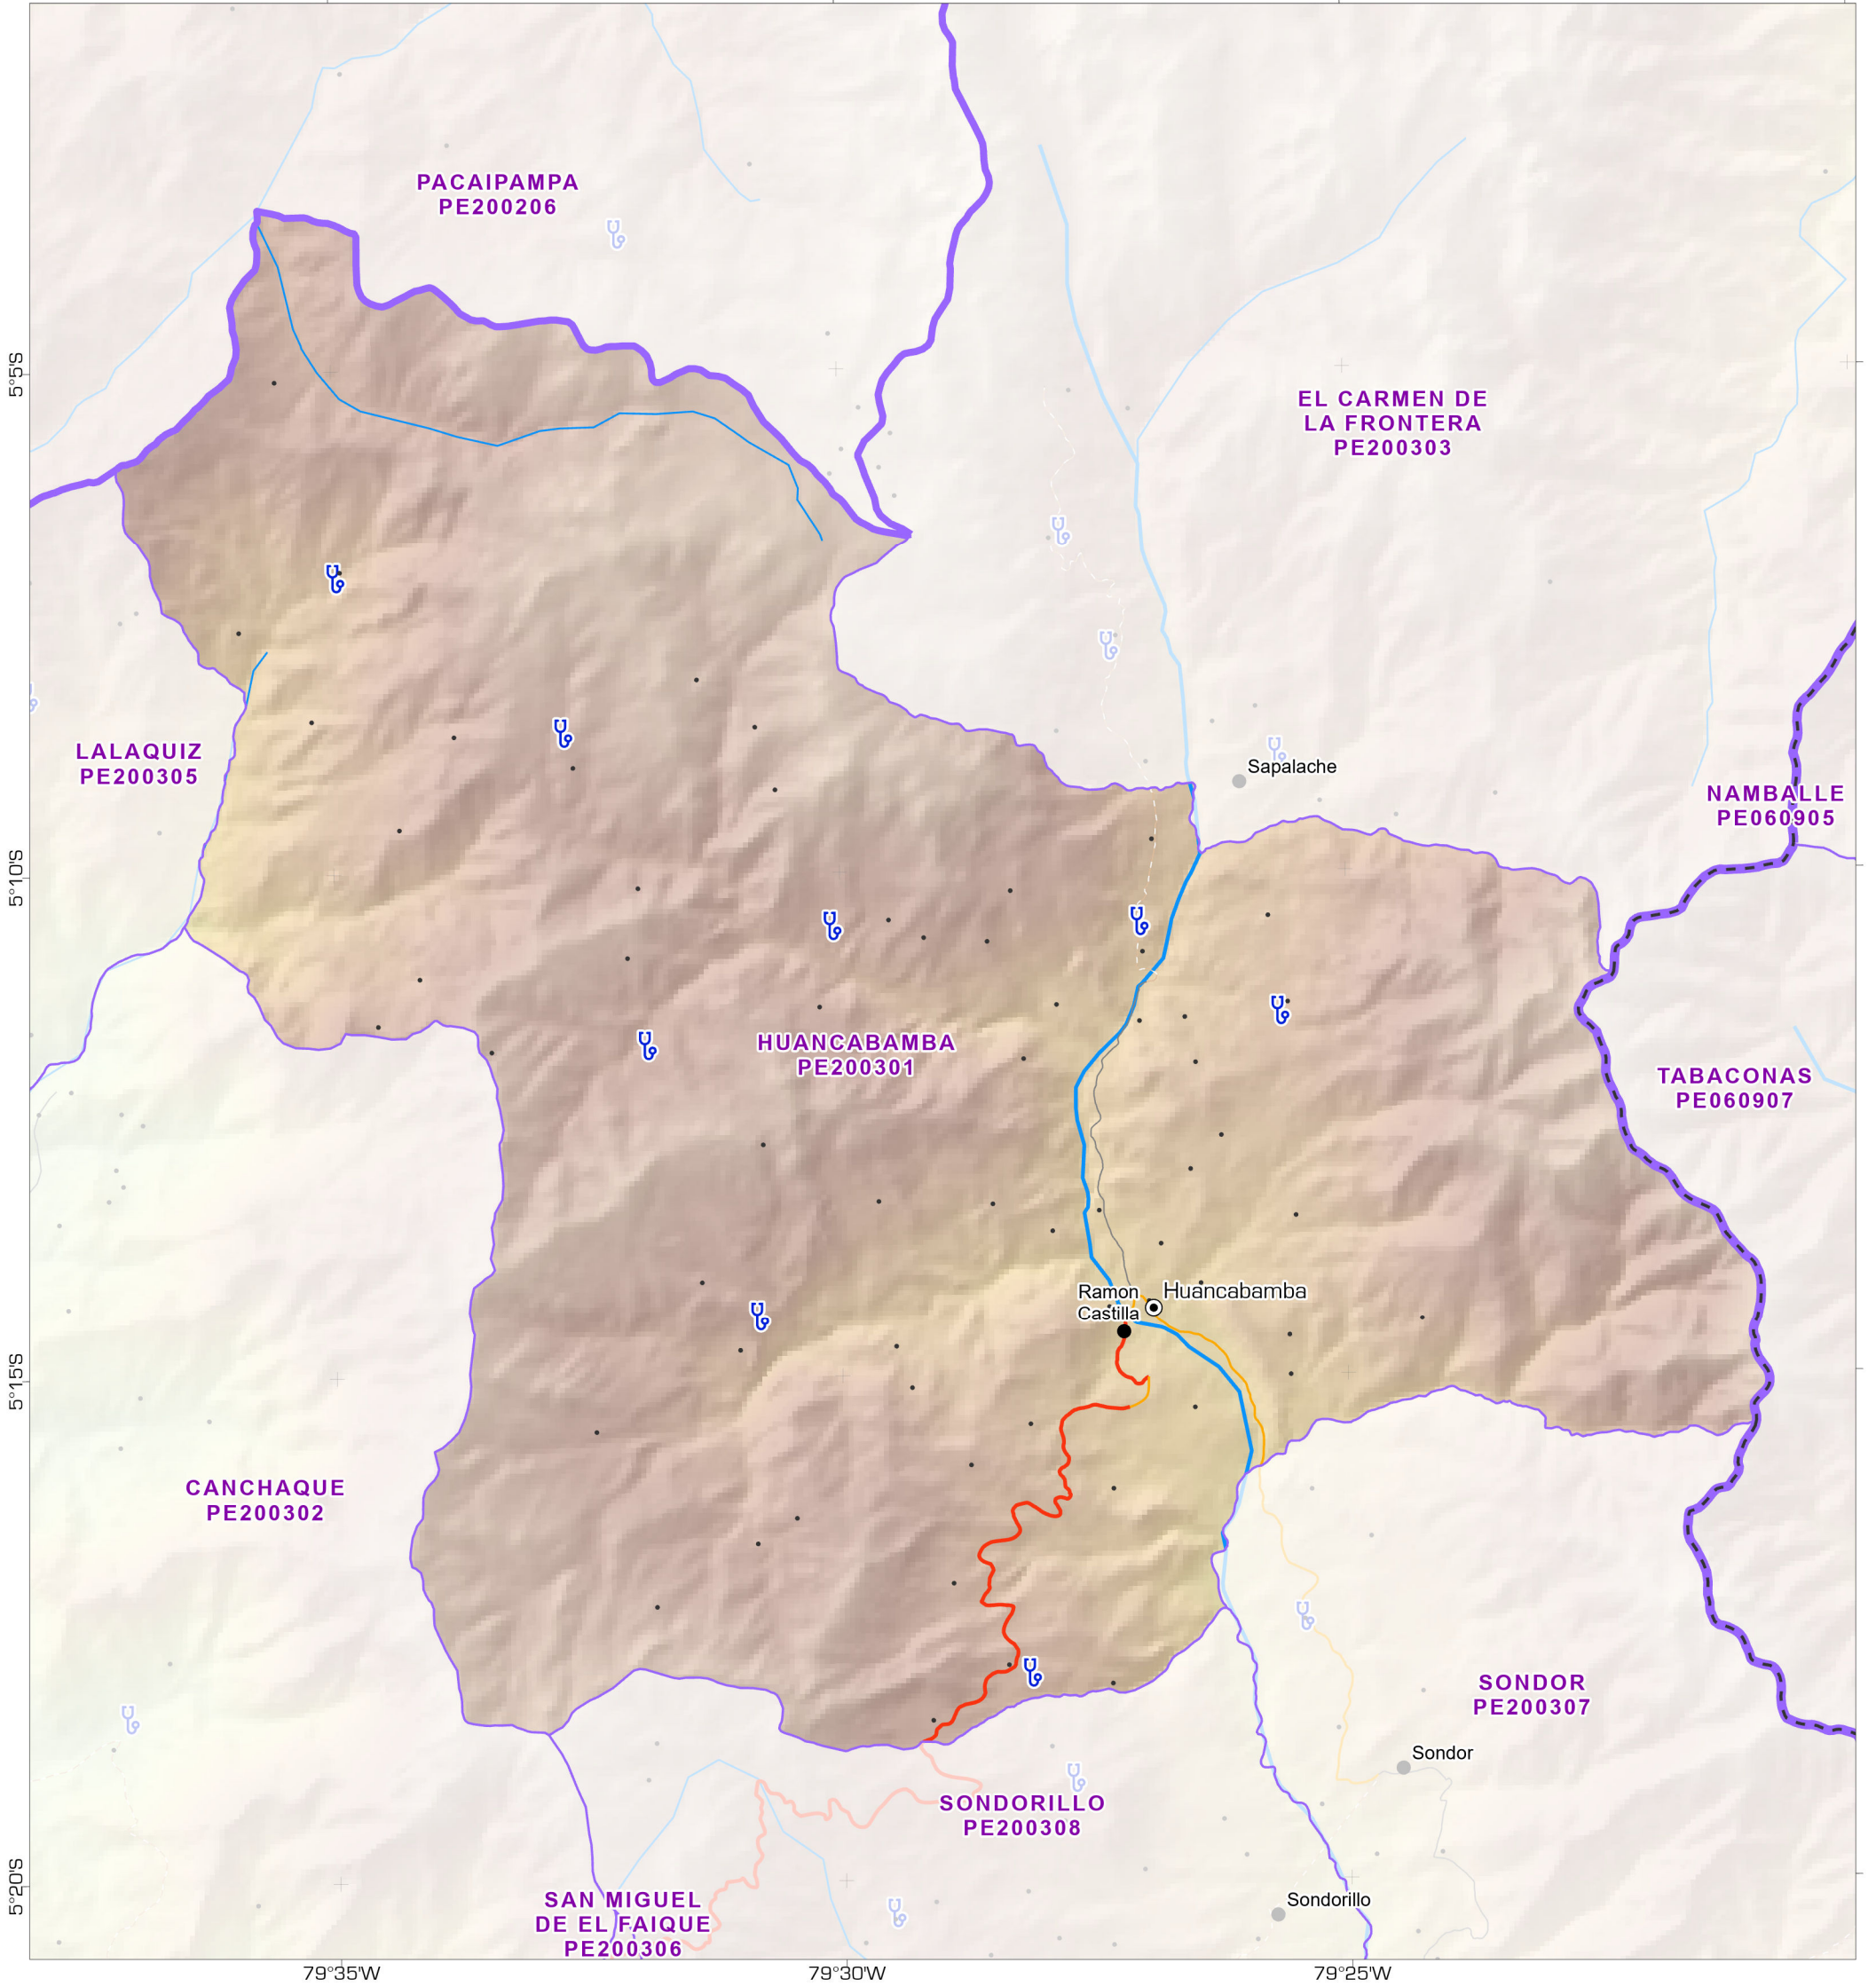 PACAIPAMPA
PE200206
5°5'S
EL CARMEN DE
LA FRONTERA
PE200303
LALAQUIZ
PE200305
Sapalache
NAMBALLE
PE060905
5°10'S
HUANCABAMBA
PE200301
TABACONAS
PE060907
Ramon
Castilla
Huancabamba
5°15'S
CANCHAQUE
PE200302
SONDOR
PE200307
Sondor
SONDORILLO
PE200308
5°20'S
SAN MIGUEL
DE EL FAIQUE
PE200306
Sondorillo
79°35'W
79°30'W
79°25'W